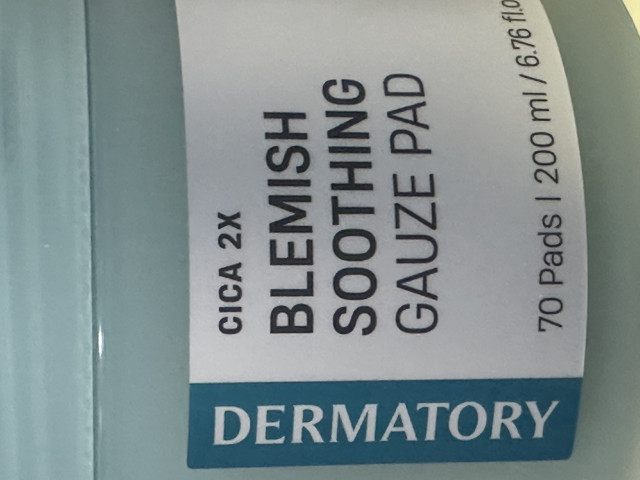 CICA 2X
BLEMISH
SOOTHING
GAUZE PAD
70 Pads | 200 ml / 6.76 fl.o
DERMATORY